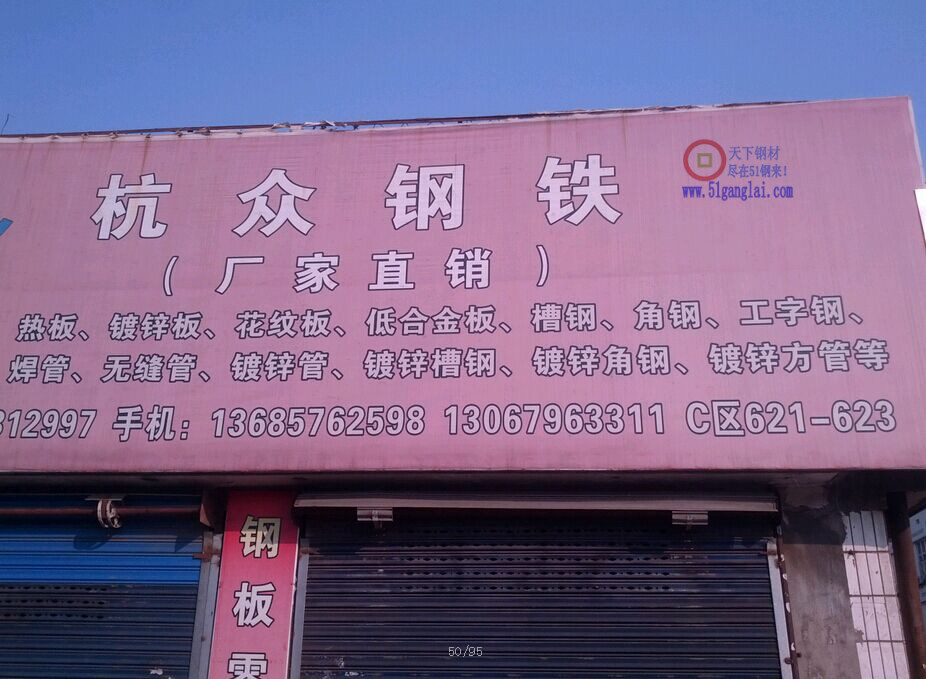 天下钢材
尽在51钢来!
www.51ganglai.com
杭众钢铁
(厂家直销)
热板、镀锌板、花纹板、低合金板、槽钢、角钢、工字钢、
焊管、无缝管、镀锌管、镀锌槽钢、镀锌角钢、镀锌方管等
812997 手机:13685762598 13067963311 C区621-623
钢板零
50/95